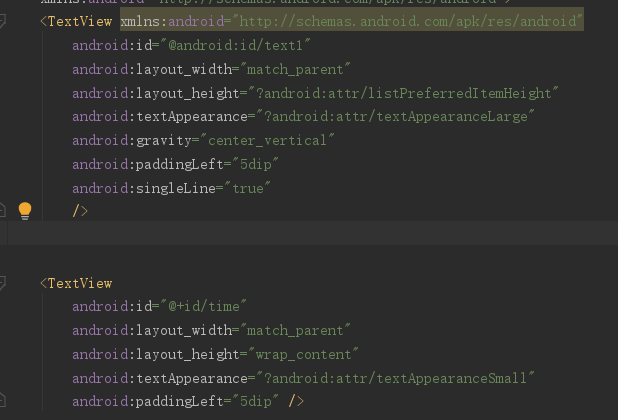 xmlns:android="http://schemas.android.com/apk/res/android">
<TextView xmlns:android="http://schemas.android.com/apk/res/android"
android:id="@android:id/text1"
android:layout_width="match_parent"
android:layout_height="?android:attr/listPreferredItemHeight"
android:textAppearance="?android:attr/textAppearanceLarge"
android:gravity="center_vertical"
android:paddingLeft="5dip"
android:singleLine="true"
/>
<TextView
android:id="@+id/time"
android:layout_width="match_parent"
android:layout_height="wrap_content"
android:textAppearance="?android:attr/textAppearanceSmall"
android:paddingLeft="5dip" />